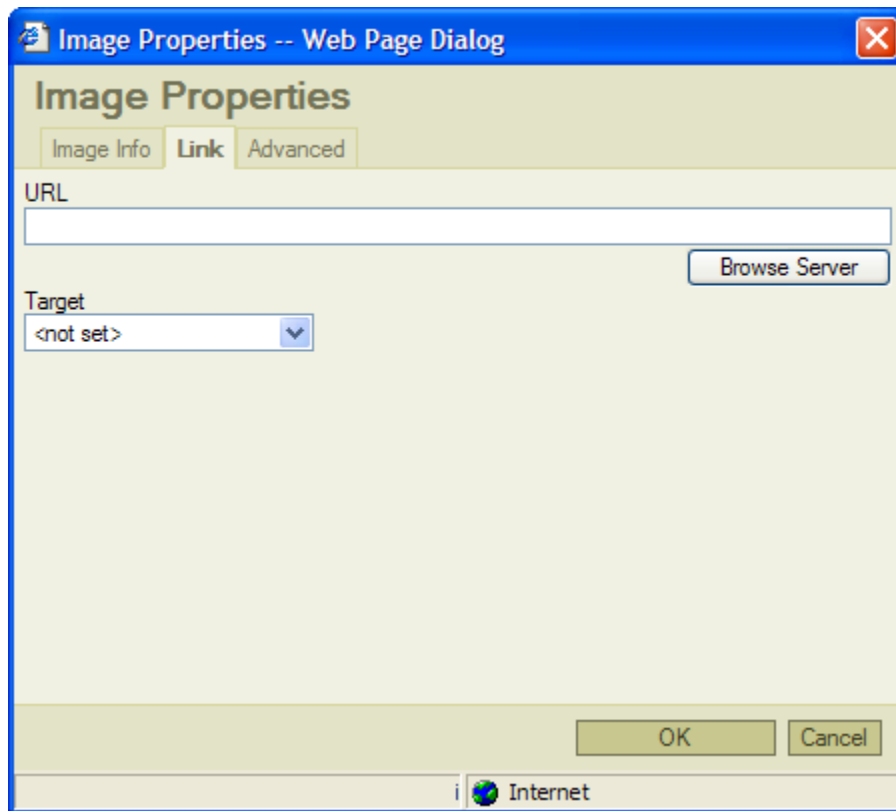 Image Properties -- Web Page Dialog
Image Properties
Image Info Link Advanced
URL
Browse Server
Target
<not set>
OK Cancel
i Internet